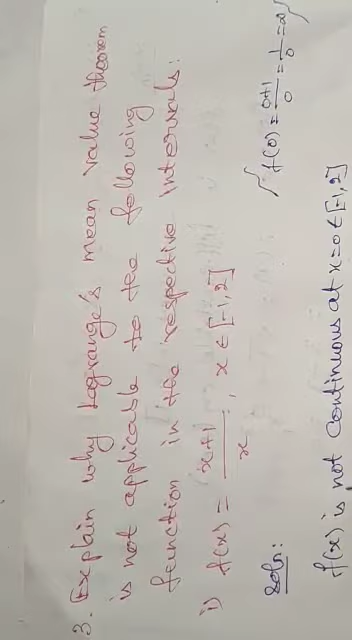 3. Explain why Lagrange's mean value theorem
is not applicable to the following
function in the respective intervals:
i) f(x) = x+1/x, x ∈ [-1, 2]
Soln: {f(0) = 0+1/0 = 1/0 = ∞
f(x) is not continuous at x=0 ∈ [-1, 2]